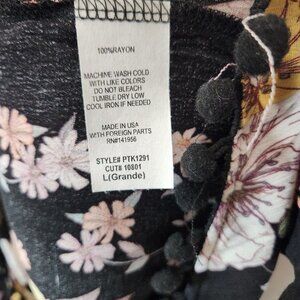 100%RAYON
MACHINE WASH COLD
WITH LIKE COLORS
DO NOT BLEACH
TUMBLE DRY LOW
COOL IRON IF NEEDED
MADE IN USA
WITH FOREIGN PARTS
RN#141956
STYLE# PTK1291
CUT# 10801
L(Grande)